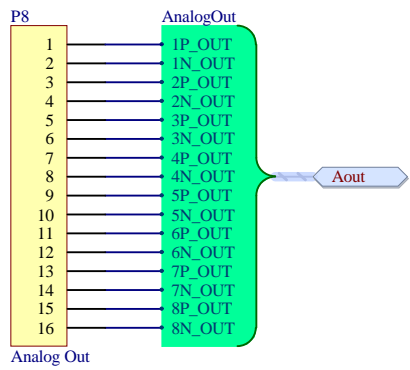 P8 AnalogOut
1 1P_OUT
2 1N_OUT
3 2P_OUT
4 2N_OUT
5 3P_OUT
6 3N_OUT
7 4P_OUT
8 4N_OUT
9 5P_OUT
10 5N_OUT
11 6P_OUT
12 6N_OUT
13 7P_OUT
14 7N_OUT
15 8P_OUT
16 8N_OUT
Aout
Analog Out